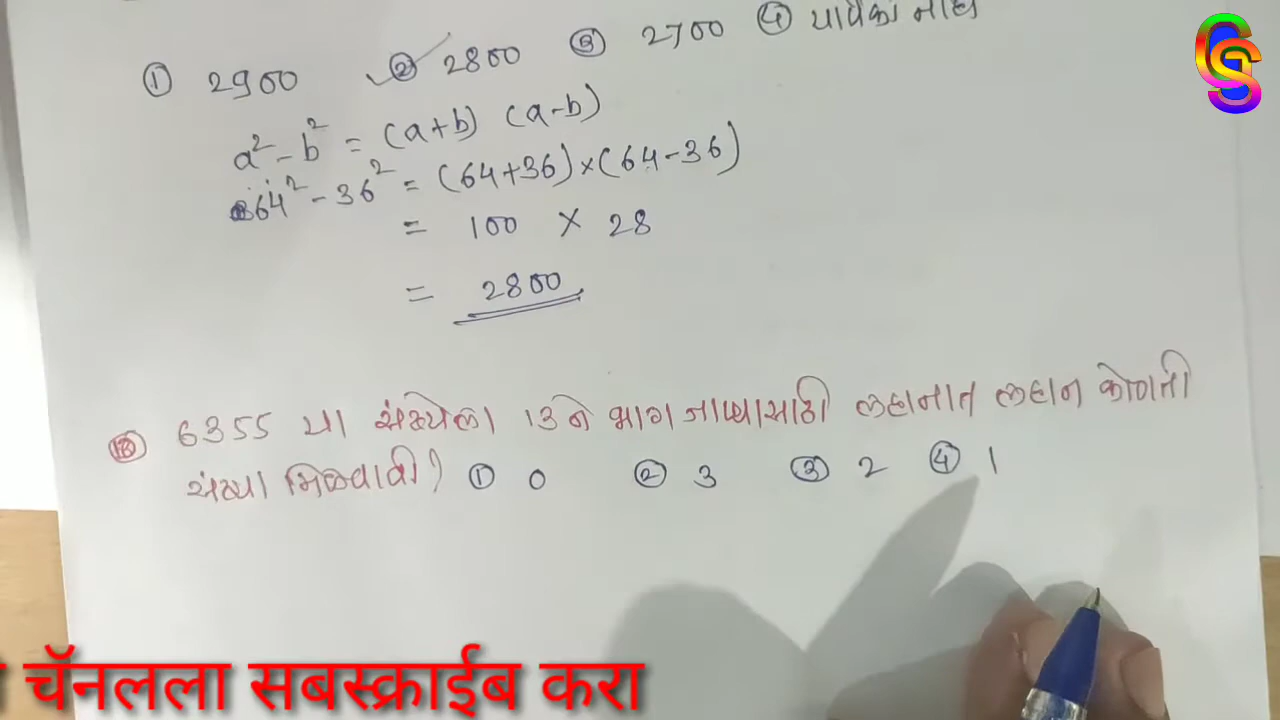 ① 2900 ② 2800 ③ 2700 ④ यापैकी नाही
a² - b² = (a+b) (a-b)
64² - 36² = (64+36) × (64-36)
= 100 × 28
= 2800
6355 या संख्येला 13 ने भाग जाण्यासाठी लहानात लहान कोणती
संख्या मिळवावी? ① 0 ② 3 ③ 2 ④ 1
चॅनलला सबस्क्राईब करा